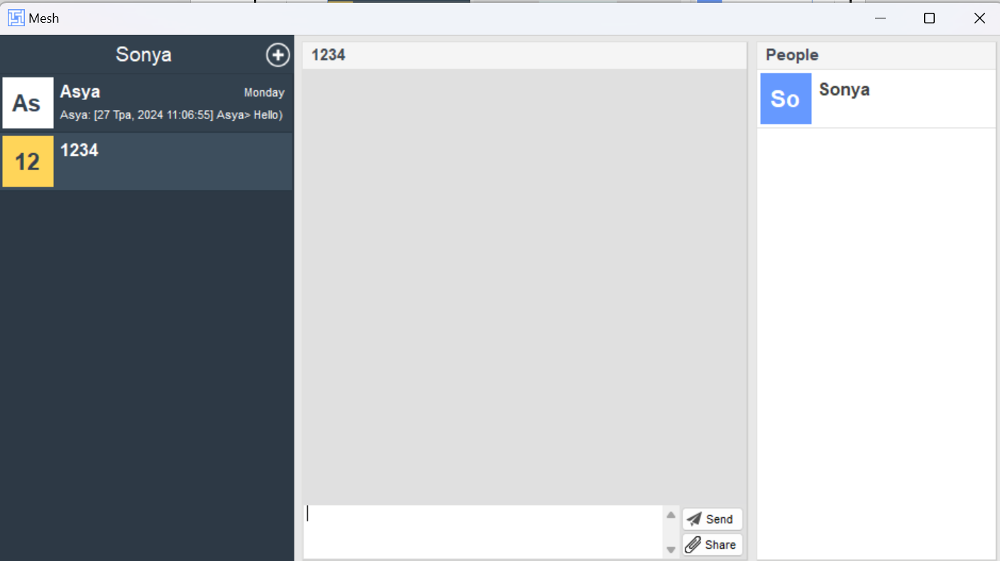 Mesh
Sonya
As
Asya
Monday
Asya: [27 Тра, 2024 11:06:55] Asya> Hello)
12
1234
1234
Send
Share
People
So
Sonya